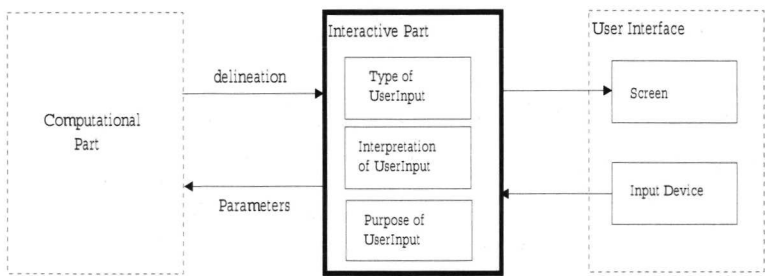 Computational
Part
delineation
Parameters
Interactive Part
Type of
UserInput
Interpretation
of UserInput
Purpose of
UserInput
User Interface
Screen
Input Device